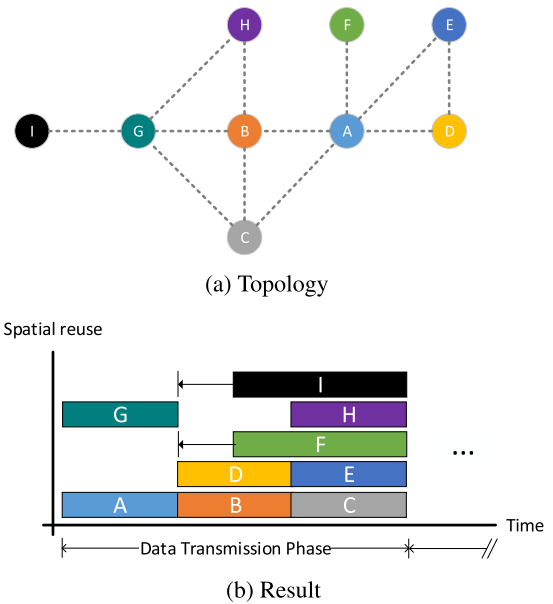 H F E
I G B A D
C
(a) Topology
Spatial reuse
I
G H
F
D E
A B C
...
Time
Data Transmission Phase
(b) Result